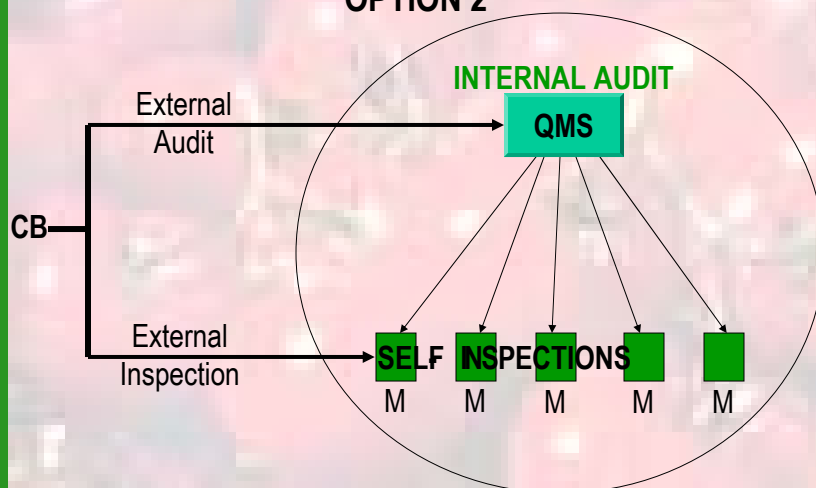 OPTION 2
INTERNAL AUDIT
External
Audit
QMS
CB
External
Inspection
SELF - INSPECTIONS
M M M M M